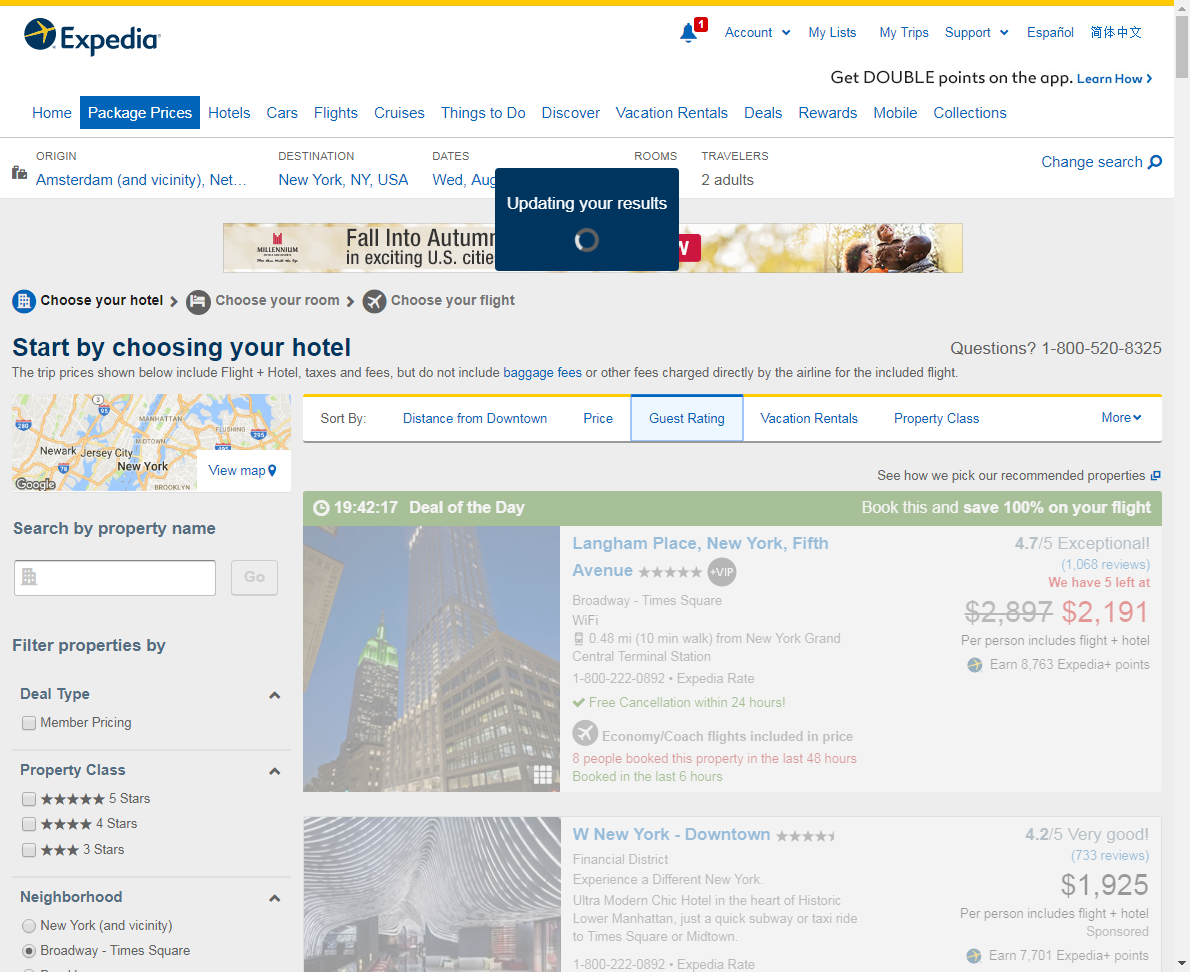 Expedia
1
Account
My Lists
My Trips
Support
Español
简体中文
Get DOUBLE points on the app. Learn How
Home
Package Prices
Hotels
Cars
Flights
Cruises
Things to Do
Discover
Vacation Rentals
Deals
Rewards
Mobile
Collections
ORIGIN
Amsterdam (and vicinity), Net...
DESTINATION
New York, NY, USA
DATES
Wed, Aug
ROOMS
TRAVELERS
2 adults
Change search
Updating your results
MILLENNIUM
Fall Into Autumn
in exciting U.S. citie
W
Choose your hotel
Choose your room
Choose your flight
Start by choosing your hotel
Questions? 1-800-520-8325
The trip prices shown below include Flight + Hotel, taxes and fees, but do not include baggage fees or other fees charged directly by the airline for the included flight.
3
95
MANHATTAN
280
FLUSHING
295
MIDTOWN
495
Newark
Jersey City
78
New York
BROOKLYN
Google
View map
Sort By:
Distance from Downtown
Price
Guest Rating
Vacation Rentals
Property Class
More
See how we pick our recommended properties
Search by property name
Go
Filter properties by
Deal Type
Member Pricing
Property Class
5 Stars
4 Stars
3 Stars
Neighborhood
New York (and vicinity)
Broadway - Times Square
19:42:17 Deal of the Day
Book this and save 100% on your flight
Langham Place, New York, Fifth
Avenue
+VIP
Broadway - Times Square
WiFi
0.48 mi (10 min walk) from New York Grand
Central Terminal Station
1-800-222-0892 • Expedia Rate
Free Cancellation within 24 hours!
Economy/Coach flights included in price
8 people booked this property in the last 48 hours
Booked in the last 6 hours
4.7/5 Exceptional!
(1,068 reviews)
We have 5 left at
$2,897 $2,191
Per person includes flight + hotel
Earn 8,763 Expedia+ points
W New York - Downtown
Financial District
Experience a Different New York.
Ultra Modern Chic Hotel in the heart of Historic
Lower Manhattan, just a quick subway or taxi ride
to Times Square or Midtown.
1-800-222-0892 • Expedia Rate
4.2/5 Very good!
(733 reviews)
$1,925
Per person includes flight + hotel
Sponsored
Earn 7,701 Expedia+ points